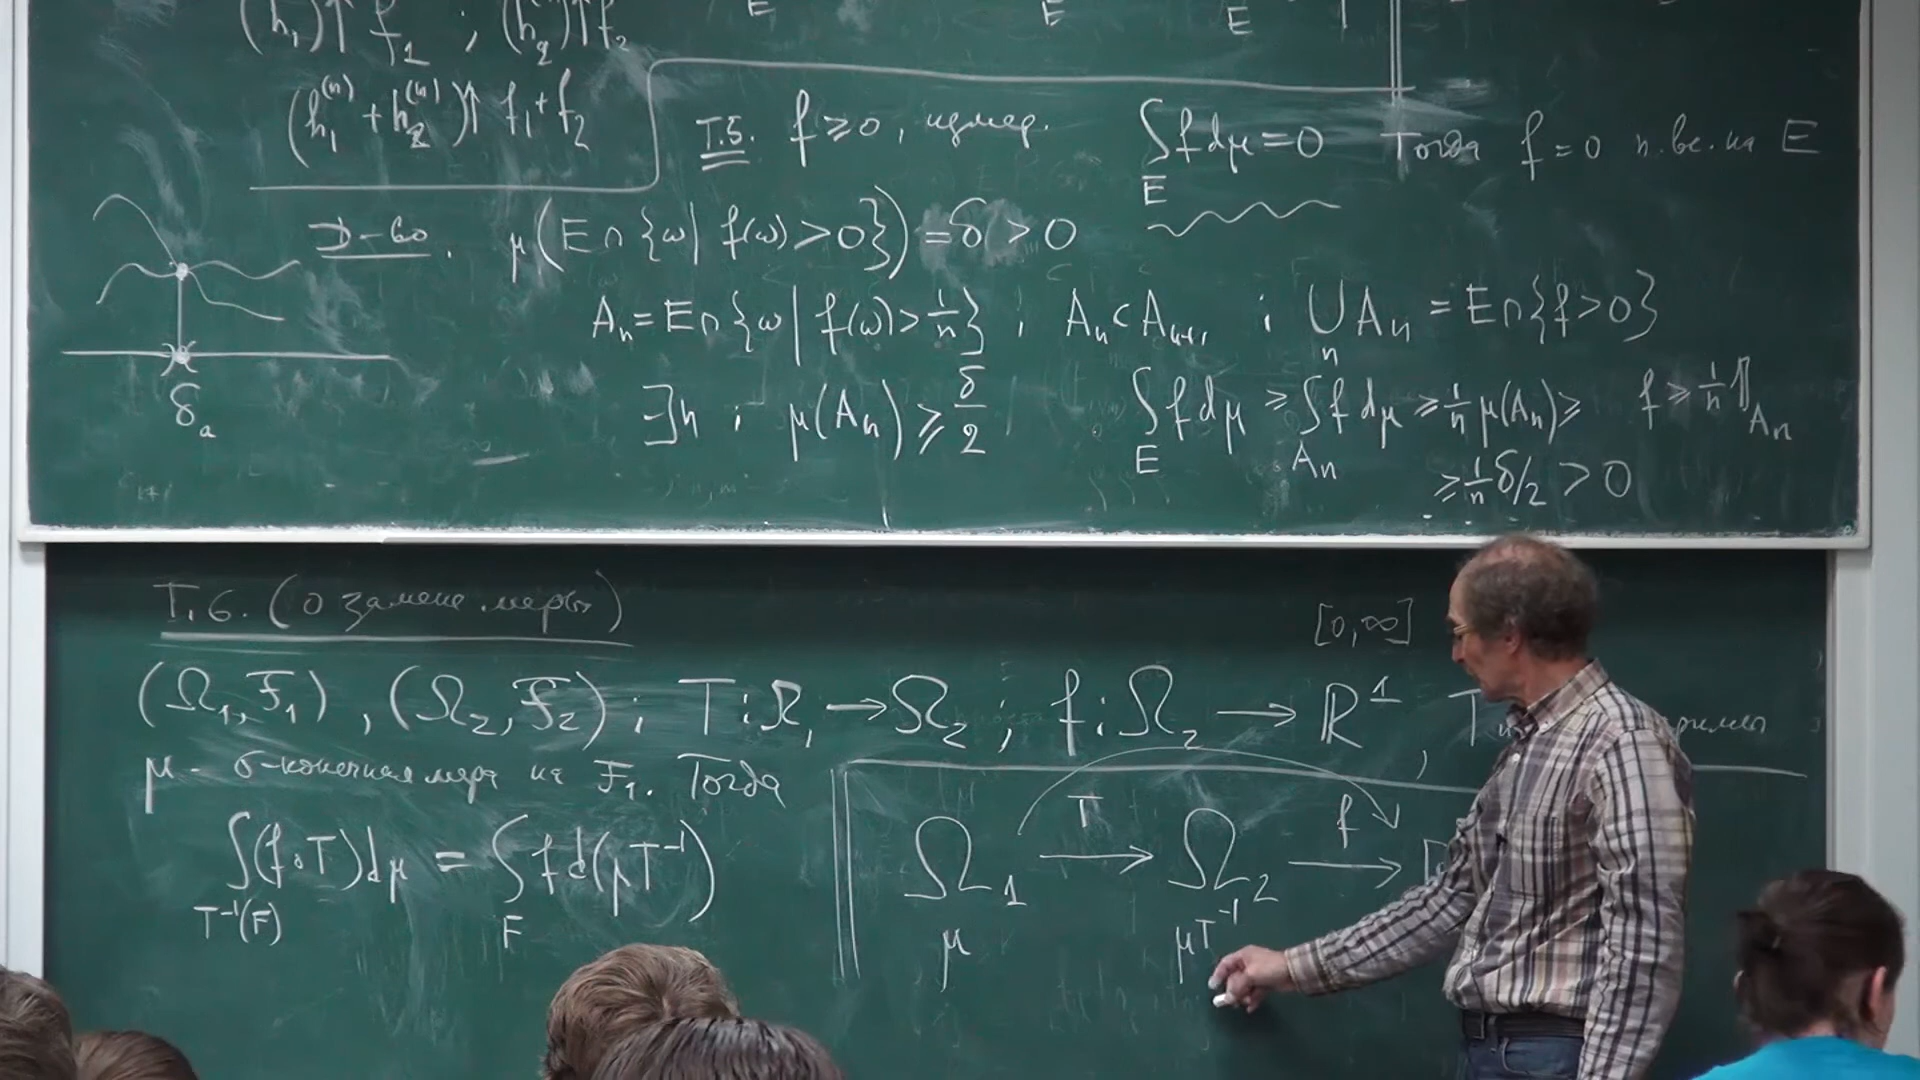 (h₁)↑ f₁ ; (h₂)↑ f₂
E E E
(h₁⁽ⁿ⁾ + h₂⁽ⁿ⁾)↑ f₁ + f₂
Т.5. f ≥ 0, измер. ∫_E f dμ = 0 Тогда f = 0 п.вс. на E
Д-во. μ(E ∩ {ω | f(ω) > 0}) = δ > 0
A_n = E ∩ {ω | f(ω) > 1/n} ; A_n ⊂ A_{n+1} ; ⋃_n A_n = E ∩ {f > 0}
∃n : μ(A_n) ≥ δ/2 ∫_E f dμ ≥ ∫_{A_n} f dμ ≥ 1/n μ(A_n) ≥ f ≥ 1/n 𝟙_{A_n}
≥ 1/n δ/2 > 0
δ_a
Т.6. (о замене меры)
[0, ∞]
(Ω₁, F₁), (Ω₂, F₂) ; T : Ω₁ → Ω₂ ; f : Ω₂ → ℝ¹, T
μ - σ-конечная мера на F₁. Тогда
∫_{T⁻¹(F)} (f∘T) dμ = ∫_F f d(μT⁻¹)
T f
Ω₁ → Ω₂ →
μ μT⁻¹